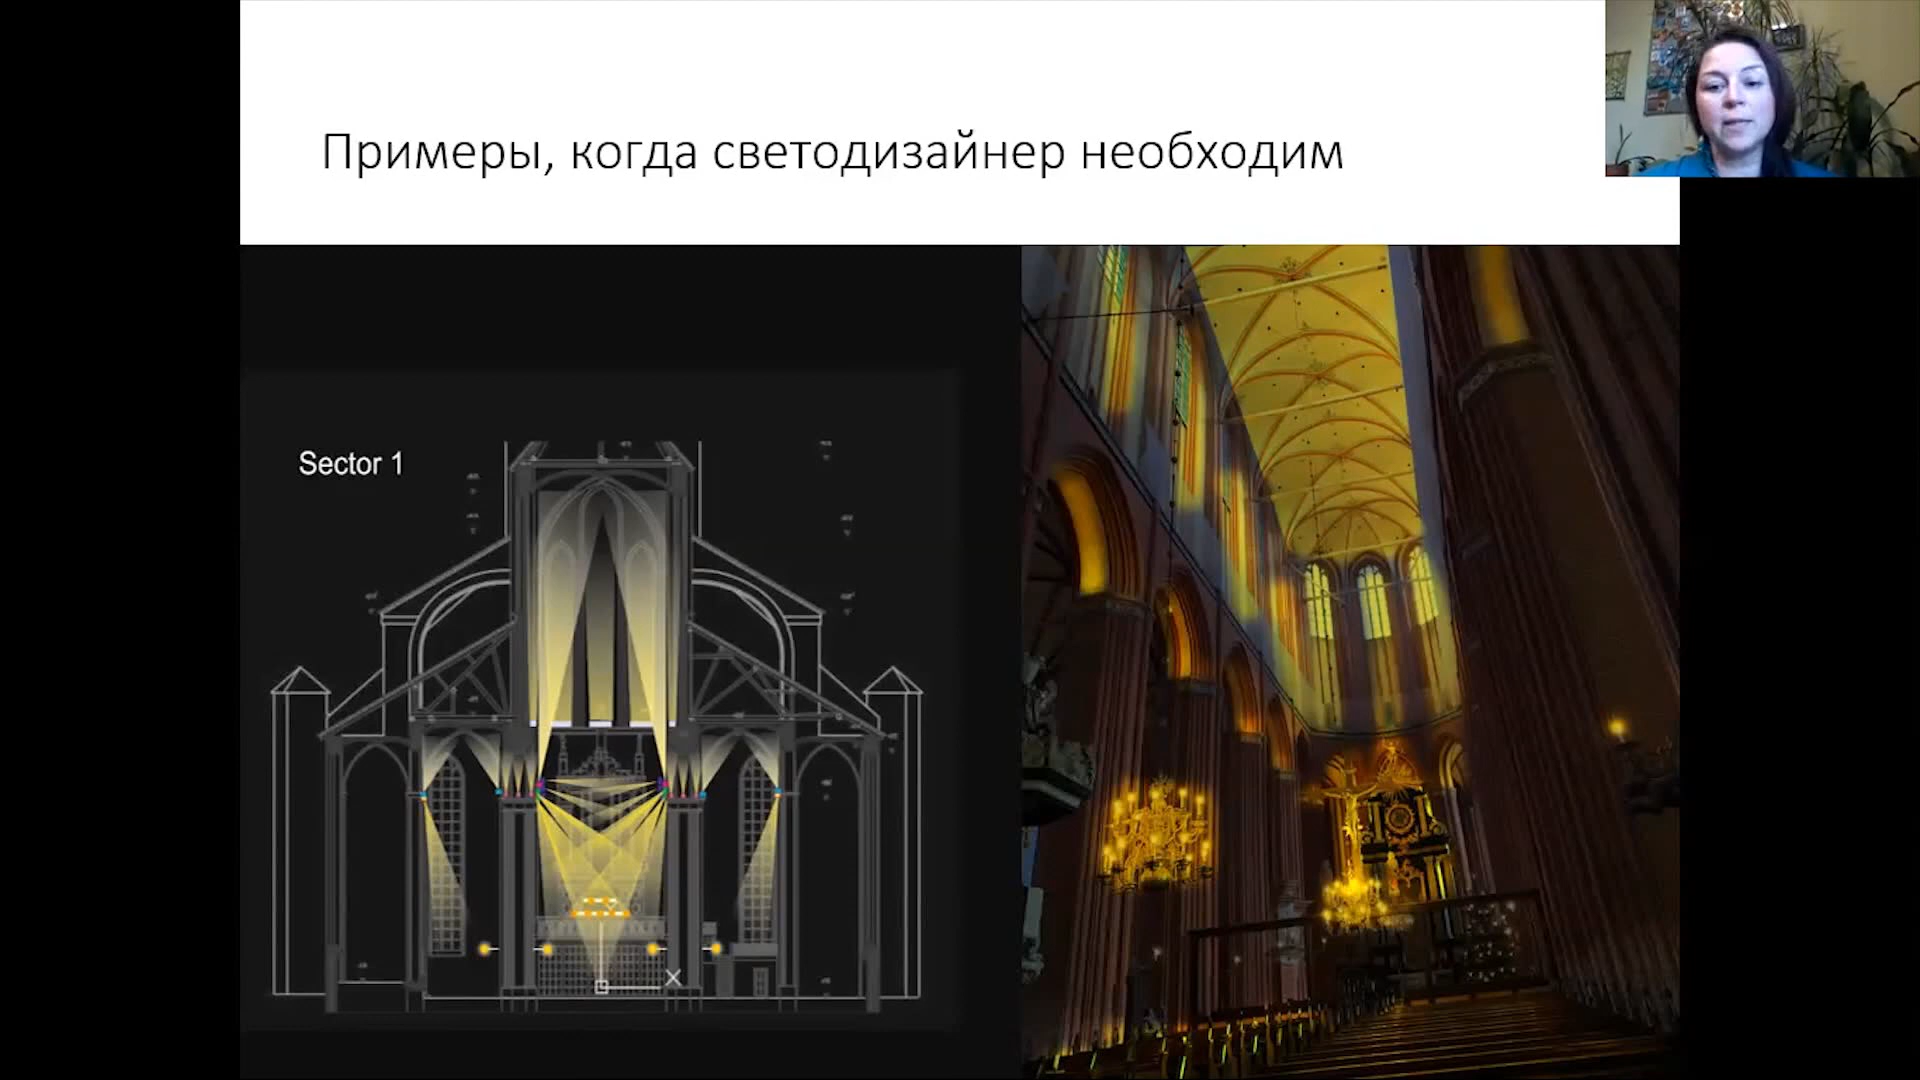 Примеры, когда светодизайнер необходим
Sector 1
X